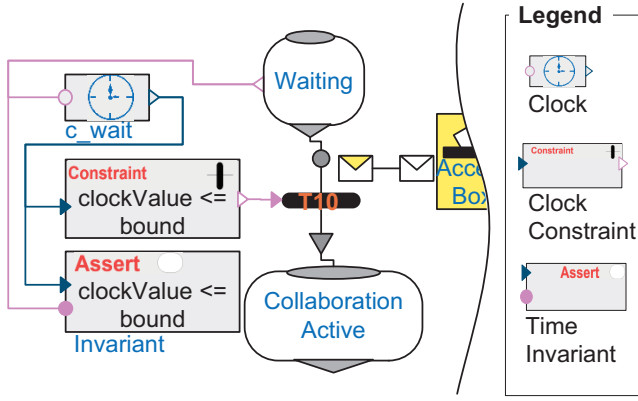 Waiting
c_wait
Constraint
clockValue <=
bound
T10
Assert
clockValue <=
bound
Invariant
Collaboration
Active
Legend
Clock
Constraint
Clock
Constraint
Assert
Time
Invariant